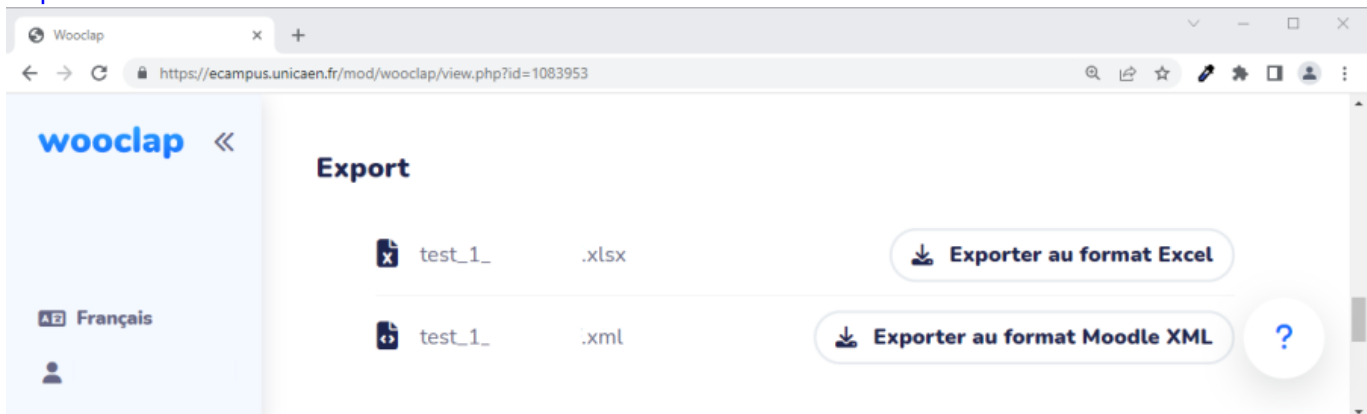 Wooclap
https://ecampus.unicaen.fr/mod/wooclap/view.php?id=1083953
wooclap
Export
test_1_ .xlsx
Exporter au format Excel
Français
test_1_ .xml
Exporter au format Moodle XML
?